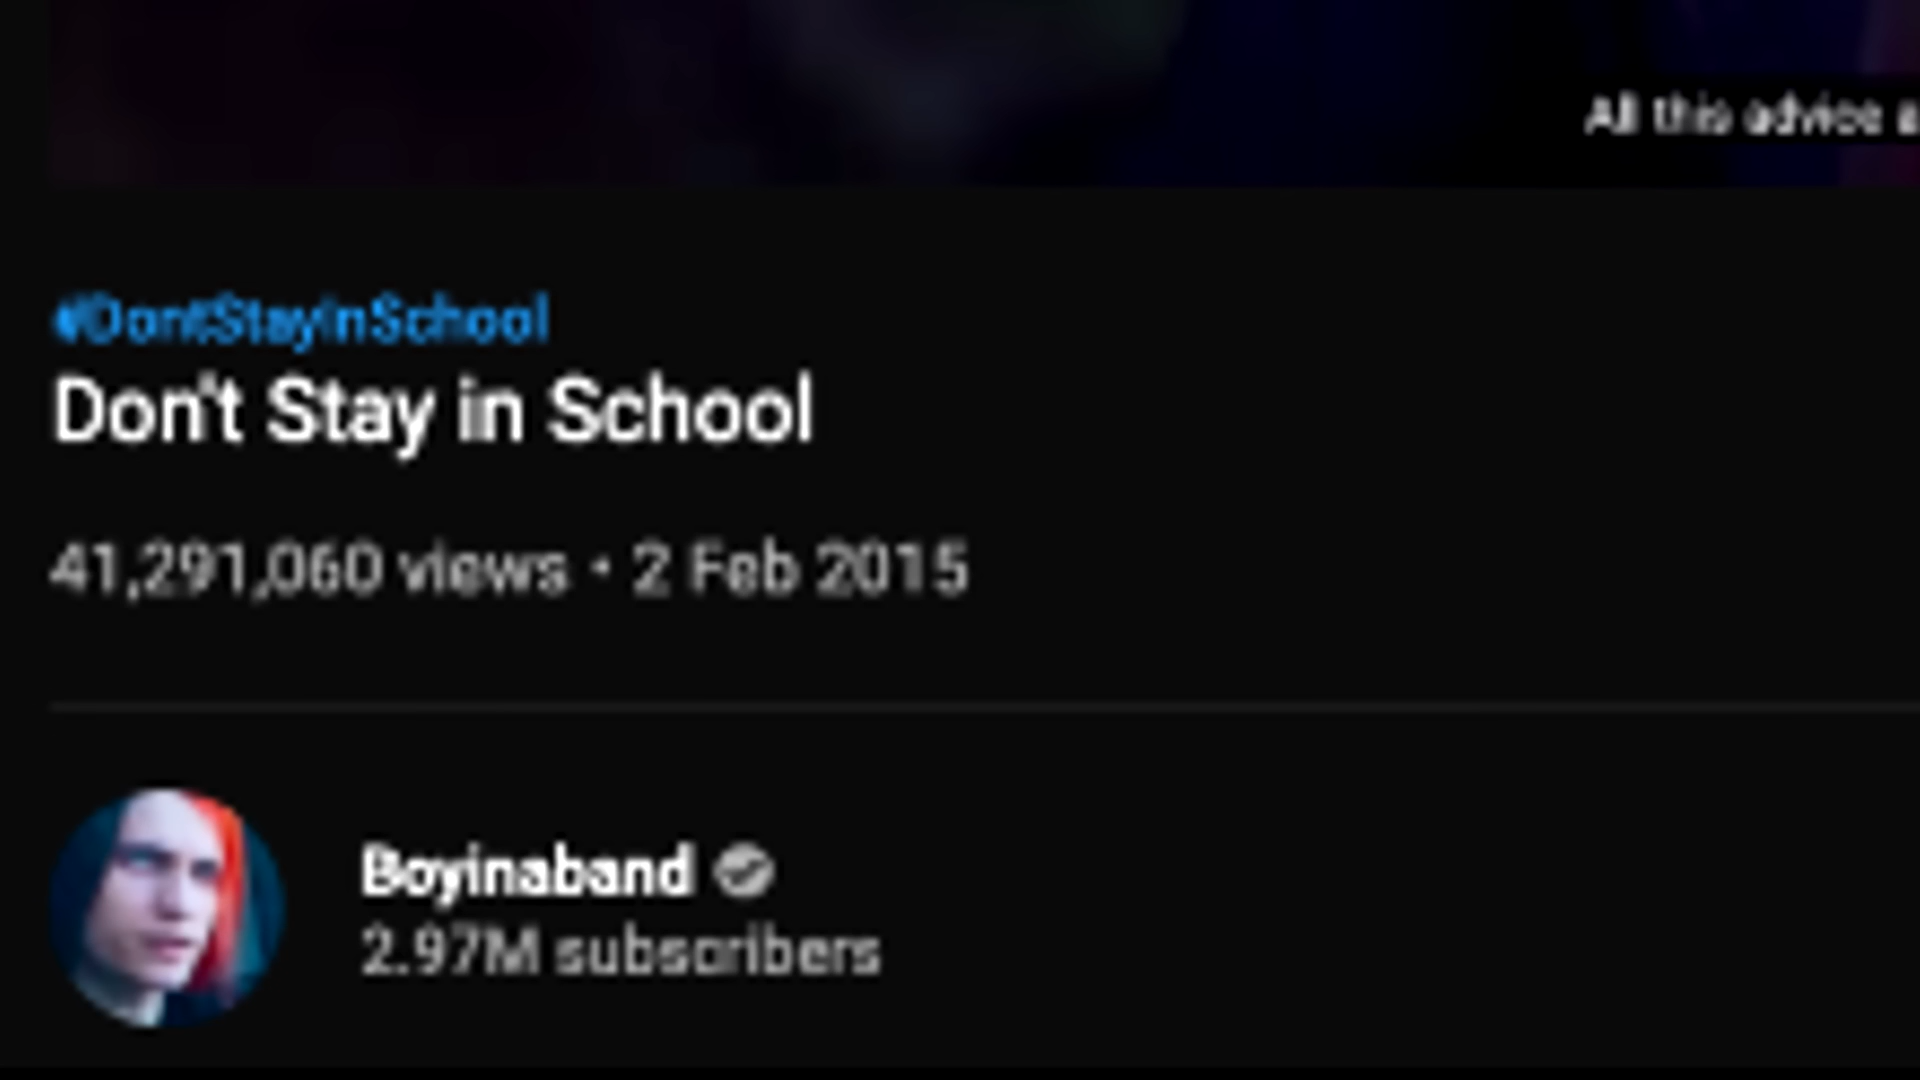 All this advice a
#DontStayInSchool
Don't Stay in School
41,291,060 views • 2 Feb 2015
Boyinaband
2.97M subscribers